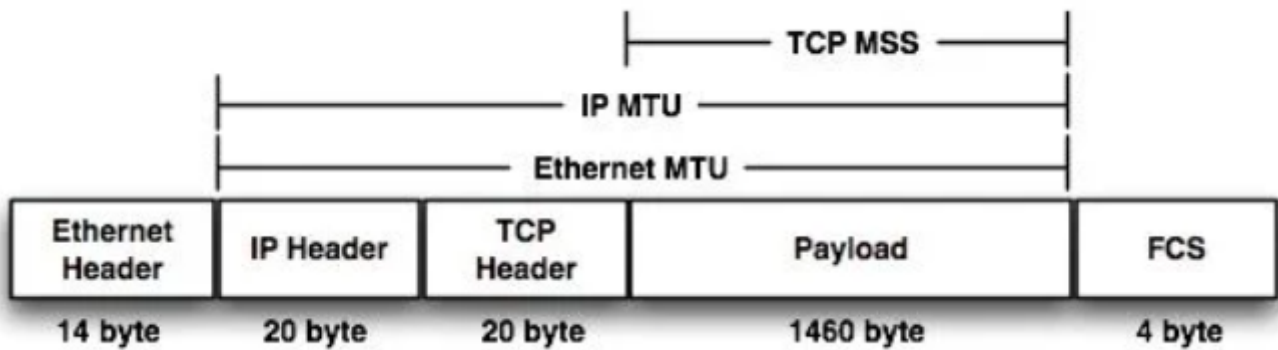 TCP MSS
IP MTU
Ethernet MTU
Ethernet
Header
IP Header
TCP
Header
Payload
FCS
14 byte
20 byte
20 byte
1460 byte
4 byte